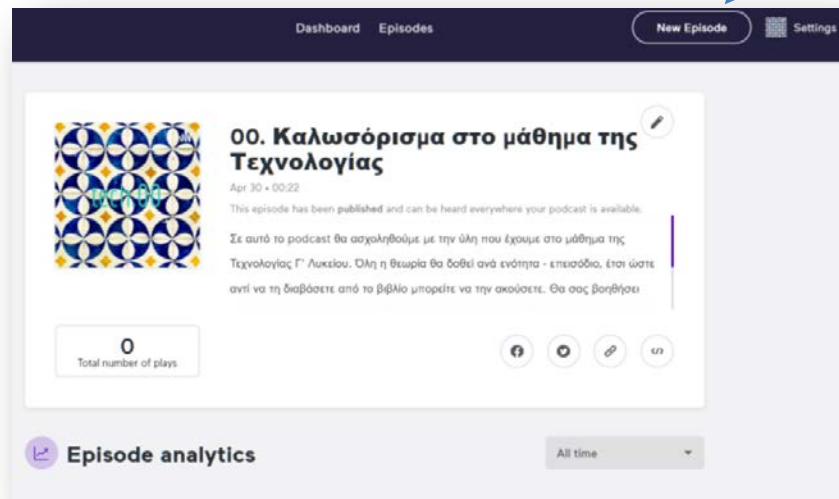 Dashboard Episodes New Episode Settings
00. Καλωσόρισμα στο μάθημα της
Τεχνολογίας
Apr 30 • 00:22
This episode has been published and can be heard everywhere your podcast is available.
Σε αυτό το podcast θα ασχοληθούμε με την ύλη που έχουμε στο μάθημα της
Τεχνολογίας Γ' Λυκείου. Όλη η θεωρία θα δοθεί ανά ενότητα - επεισόδιο, έτσι ώστε
αντί να τη διαβάσετε από το βιβλίο μπορείτε να την ακούσετε. Θα σας βοηθήσει
tech 00
0
Total number of plays
Episode analytics
All time